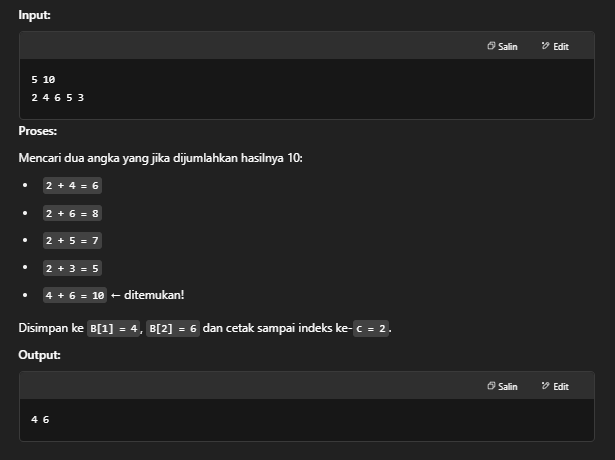 Input:
Salin Edit
5 10
2 4 6 5 3
Proses:
Mencari dua angka yang jika dijumlahkan hasilnya 10:
• 2 + 4 = 6
• 2 + 6 = 8
• 2 + 5 = 7
• 2 + 3 = 5
• 4 + 6 = 10 ← ditemukan!
Disimpan ke B[1] = 4, B[2] = 6 dan cetak sampai indeks ke-c = 2.
Output:
Salin Edit
4 6